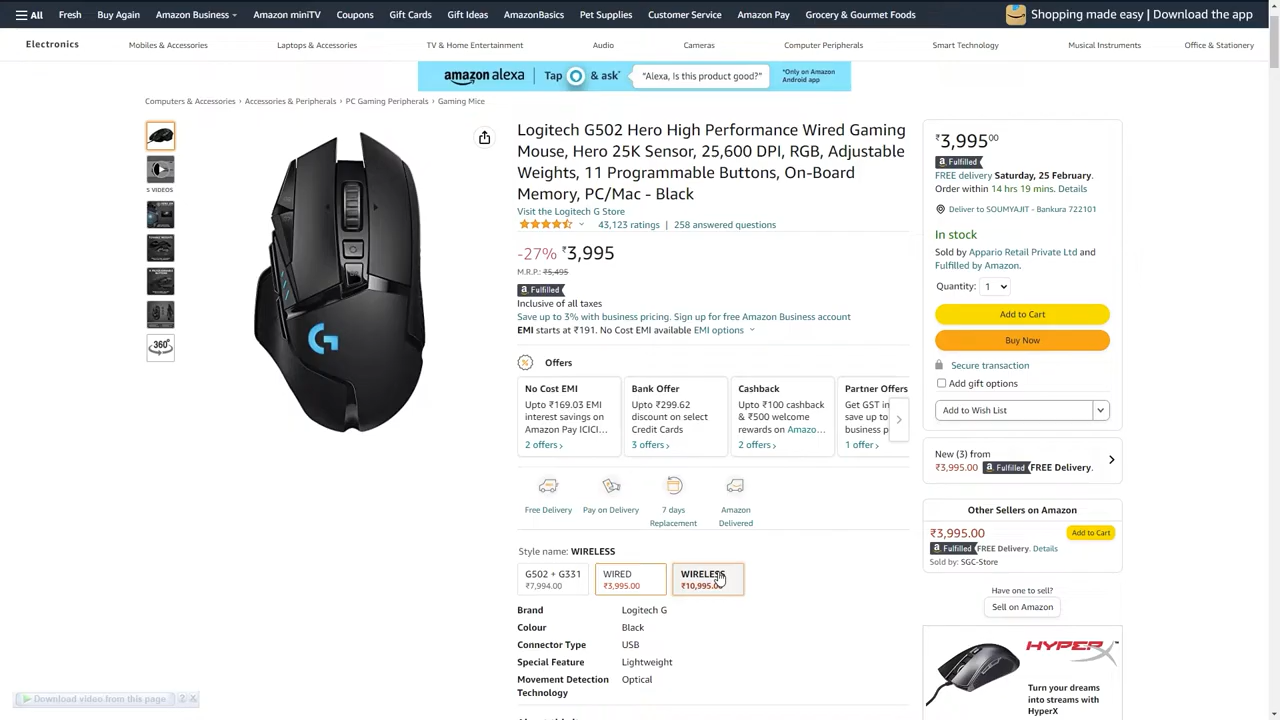 All Fresh Buy Again Amazon Business Amazon miniTV Coupons Gift Cards Gift Ideas AmazonBasics Pet Supplies Customer Service Amazon Pay Grocery & Gourmet Foods Shopping made easy | Download the app
Electronics Mobiles & Accessories Laptops & Accessories TV & Home Entertainment Audio Cameras Computer Peripherals Smart Technology Musical Instruments Office & Stationery
amazon alexa Tap & ask "Alexa, Is this product good?" *Only on Amazon
Android app
Computers & Accessories › Accessories & Peripherals › PC Gaming Peripherals › Gaming Mice
5 VIDEOS
360°
Logitech G502 Hero High Performance Wired Gaming
Mouse, Hero 25K Sensor, 25,600 DPI, RGB, Adjustable
Weights, 11 Programmable Buttons, On-Board
Memory, PC/Mac - Black
Visit the Logitech G Store
43,123 ratings | 258 answered questions
-27% ₹3,995
M.R.P.: ₹5,495
a Fulfilled
Inclusive of all taxes
Save up to 3% with business pricing. Sign up for free Amazon Business account
EMI starts at ₹191. No Cost EMI available EMI options
Offers
No Cost EMI
Upto ₹169.03 EMI
interest savings on
Amazon Pay ICICI...
2 offers ›
Bank Offer
Upto ₹299.62
discount on select
Credit Cards
3 offers ›
Cashback
Upto ₹100 cashback
& ₹500 welcome
rewards on Amazo...
2 offers ›
Partner Offers
Get GST in
save up to
business p
1 offer ›
Free Delivery
Pay on Delivery
7 days
Replacement
Amazon
Delivered
Style name: WIRELESS
G502 + G331
₹7,994.00
WIRED
₹3,995.00
WIRELESS
₹10,995.00
Brand Logitech G
Colour Black
Connector Type USB
Special Feature Lightweight
Movement Detection Optical
Technology
₹3,995.00
a Fulfilled
FREE delivery Saturday, 25 February.
Order within 14 hrs 19 mins. Details
Deliver to SOUMYAJIT - Bankura 722101
In stock
Sold by Appario Retail Private Ltd and
Fulfilled by Amazon.
Quantity: 1
Add to Cart
Buy Now
Secure transaction
Add gift options
Add to Wish List
New (3) from
₹3,995.00 a Fulfilled FREE Delivery.
Other Sellers on Amazon
₹3,995.00 Add to Cart
a Fulfilled FREE Delivery. Details
Sold by: SGC-Store
Have one to sell?
Sell on Amazon
HYPERX
Turn your dreams
into streams with
HyperX
Download video from this page ? x